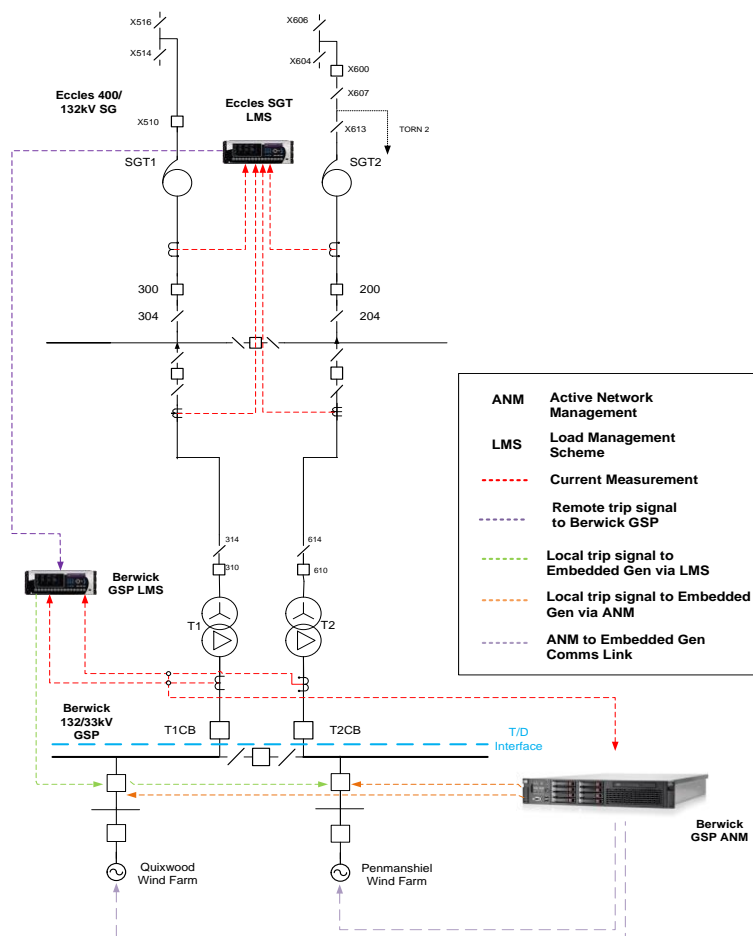 X516
X514
X606
X604
X600
X607
X613
TORN 2
Eccles 400/
132kV SG
Eccles SGT
LMS
X510
SGT1
SGT2
300
200
304
204
ANM
Active Network
Management
LMS
Load Management
Scheme
Current Measurement
Remote trip signal
to Berwick GSP
Local trip signal to
Embedded Gen via LMS
Local trip signal to Embedded
Gen via ANM
ANM to Embedded Gen
Comms Link
314
310
614
610
Berwick
GSP LMS
T1
T2
Berwick
132/33kV
GSP
T1CB
T2CB
T/D
Interface
Berwick
GSP ANM
Quixwood
Wind Farm
Penmanshiel
Wind Farm